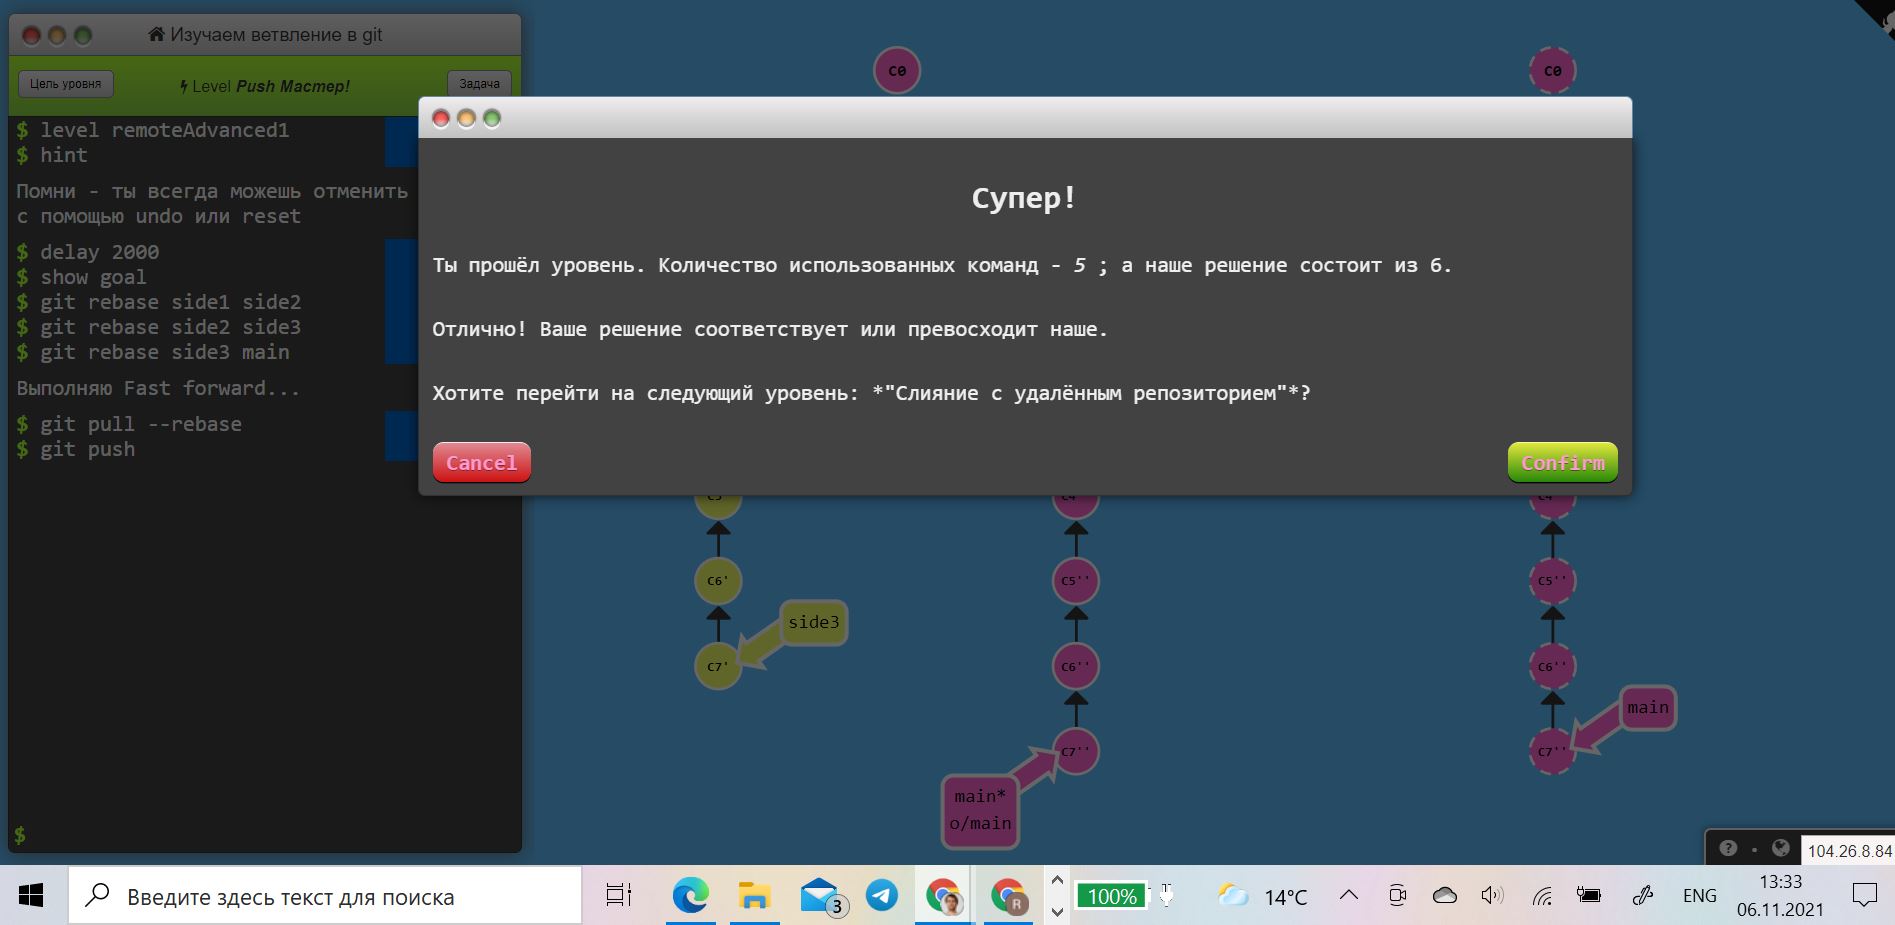 Изучаем ветвление в git
Цель уровня
Level Push Мастер!
Задача
$ level remoteAdvanced1
$ hint
Помни - ты всегда можешь отменить
с помощью undo или reset
$ delay 2000
$ show goal
$ git rebase side1 side2
$ git rebase side2 side3
$ git rebase side3 main
Выполняю Fast forward...
$ git pull --rebase
$ git push
$
C0
C0
Супер!
Ты прошёл уровень. Количество использованных команд - 5 ; а наше решение состоит из 6.
Отлично! Ваше решение соответствует или превосходит наше.
Хотите перейти на следующий уровень: *"Слияние с удалённым репозиторием"*?
Cancel
Confirm
C4
C4
C6'
C5''
C5''
side3
C7'
C6''
C6''
main
C7''
C7''
main*
o/main
?
104.26.8.84
Введите здесь текст для поиска
3
R
100%
14°C
ENG
13:33
06.11.2021